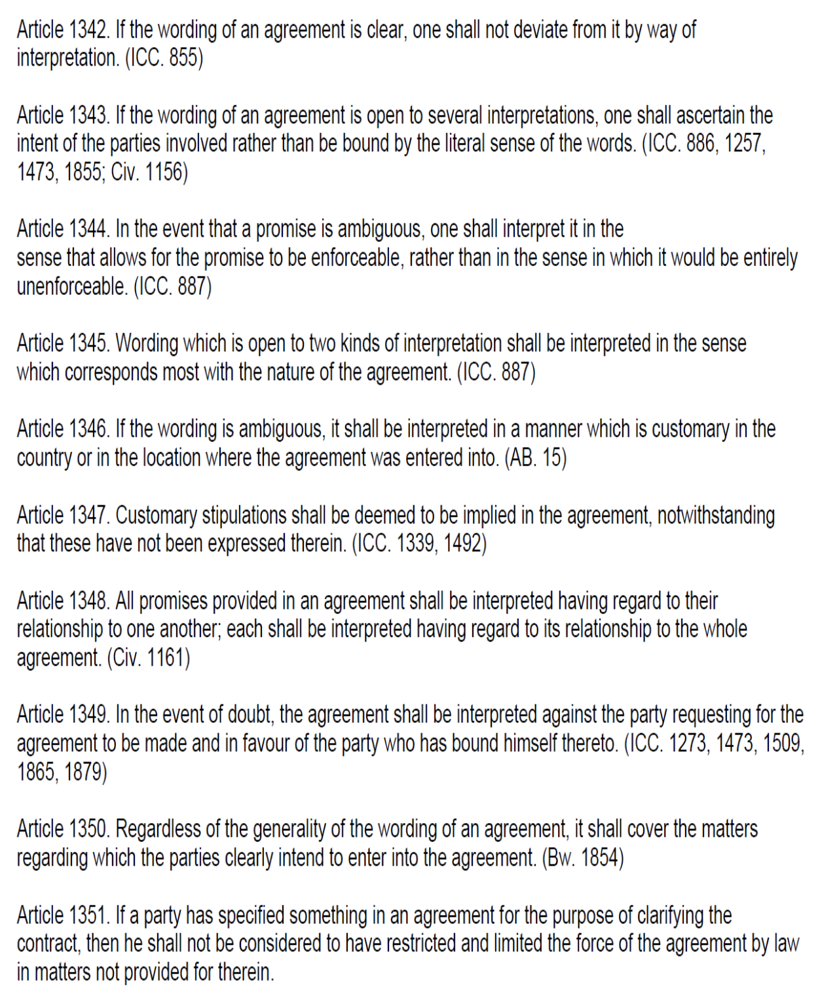 Article 1342. If the wording of an agreement is clear, one shall not deviate from it by way of
interpretation. (ICC. 855)
Article 1343. If the wording of an agreement is open to several interpretations, one shall ascertain the
intent of the parties involved rather than be bound by the literal sense of the words. (ICC. 886, 1257,
1473, 1855; Civ. 1156)
Article 1344. In the event that a promise is ambiguous, one shall interpret it in the
sense that allows for the promise to be enforceable, rather than in the sense in which it would be entirely
unenforceable. (ICC. 887)
Article 1345. Wording which is open to two kinds of interpretation shall be interpreted in the sense
which corresponds most with the nature of the agreement. (ICC. 887)
Article 1346. If the wording is ambiguous, it shall be interpreted in a manner which is customary in the
country or in the location where the agreement was entered into. (AB. 15)
Article 1347. Customary stipulations shall be deemed to be implied in the agreement, notwithstanding
that these have not been expressed therein. (ICC. 1339, 1492)
Article 1348. All promises provided in an agreement shall be interpreted having regard to their
relationship to one another; each shall be interpreted having regard to its relationship to the whole
agreement. (Civ. 1161)
Article 1349. In the event of doubt, the agreement shall be interpreted against the party requesting for the
agreement to be made and in favour of the party who has bound himself thereto. (ICC. 1273, 1473, 1509,
1865, 1879)
Article 1350. Regardless of the generality of the wording of an agreement, it shall cover the matters
regarding which the parties clearly intend to enter into the agreement. (Bw. 1854)
Article 1351. If a party has specified something in an agreement for the purpose of clarifying the
contract, then he shall not be considered to have restricted and limited the force of the agreement by law
in matters not provided for therein.